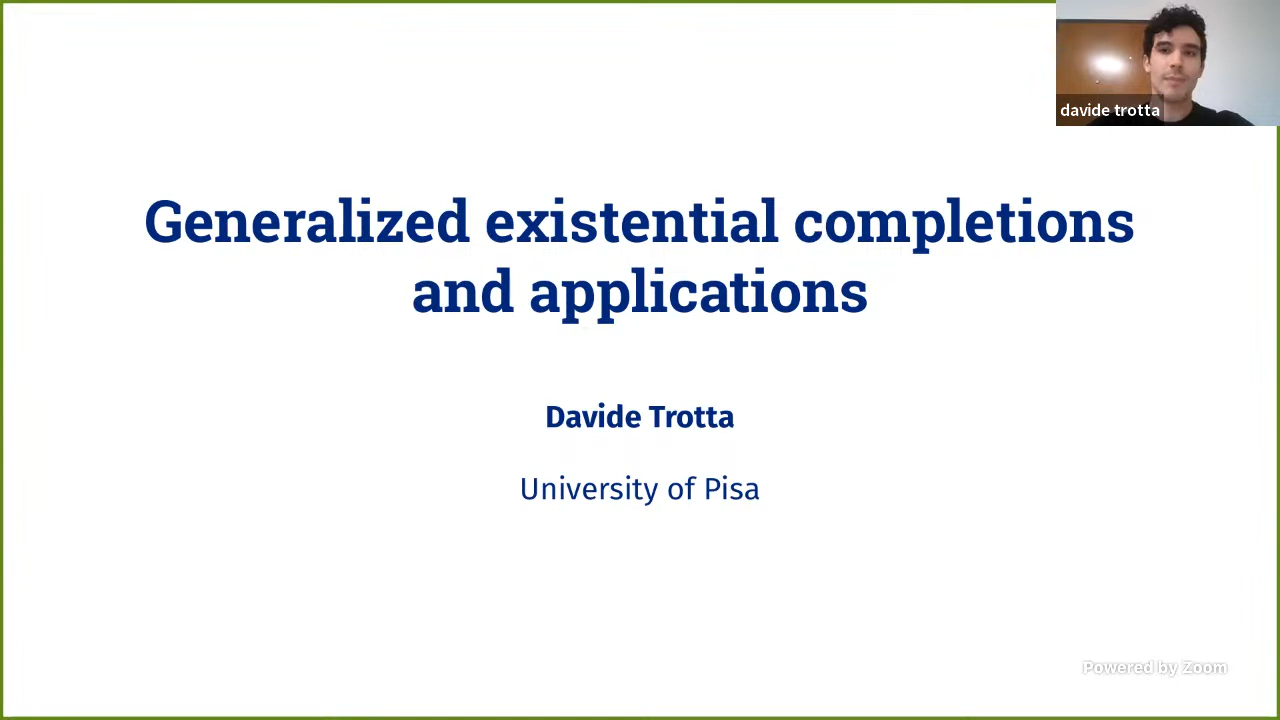 davide trotta
Generalized existential completions
and applications
Davide Trotta
University of Pisa
Powered by Zoom